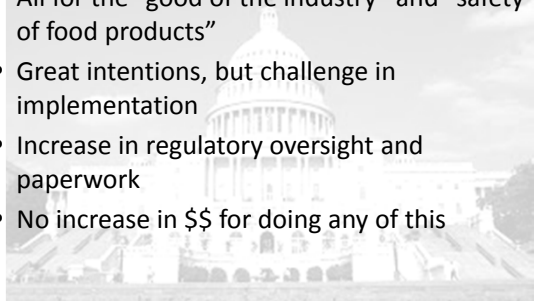 All for the "good of the industry" and "safety
of food products”
• Great intentions, but challenge in
implementation
• Increase in regulatory oversight and
paperwork
• No increase in $$ for doing any of this